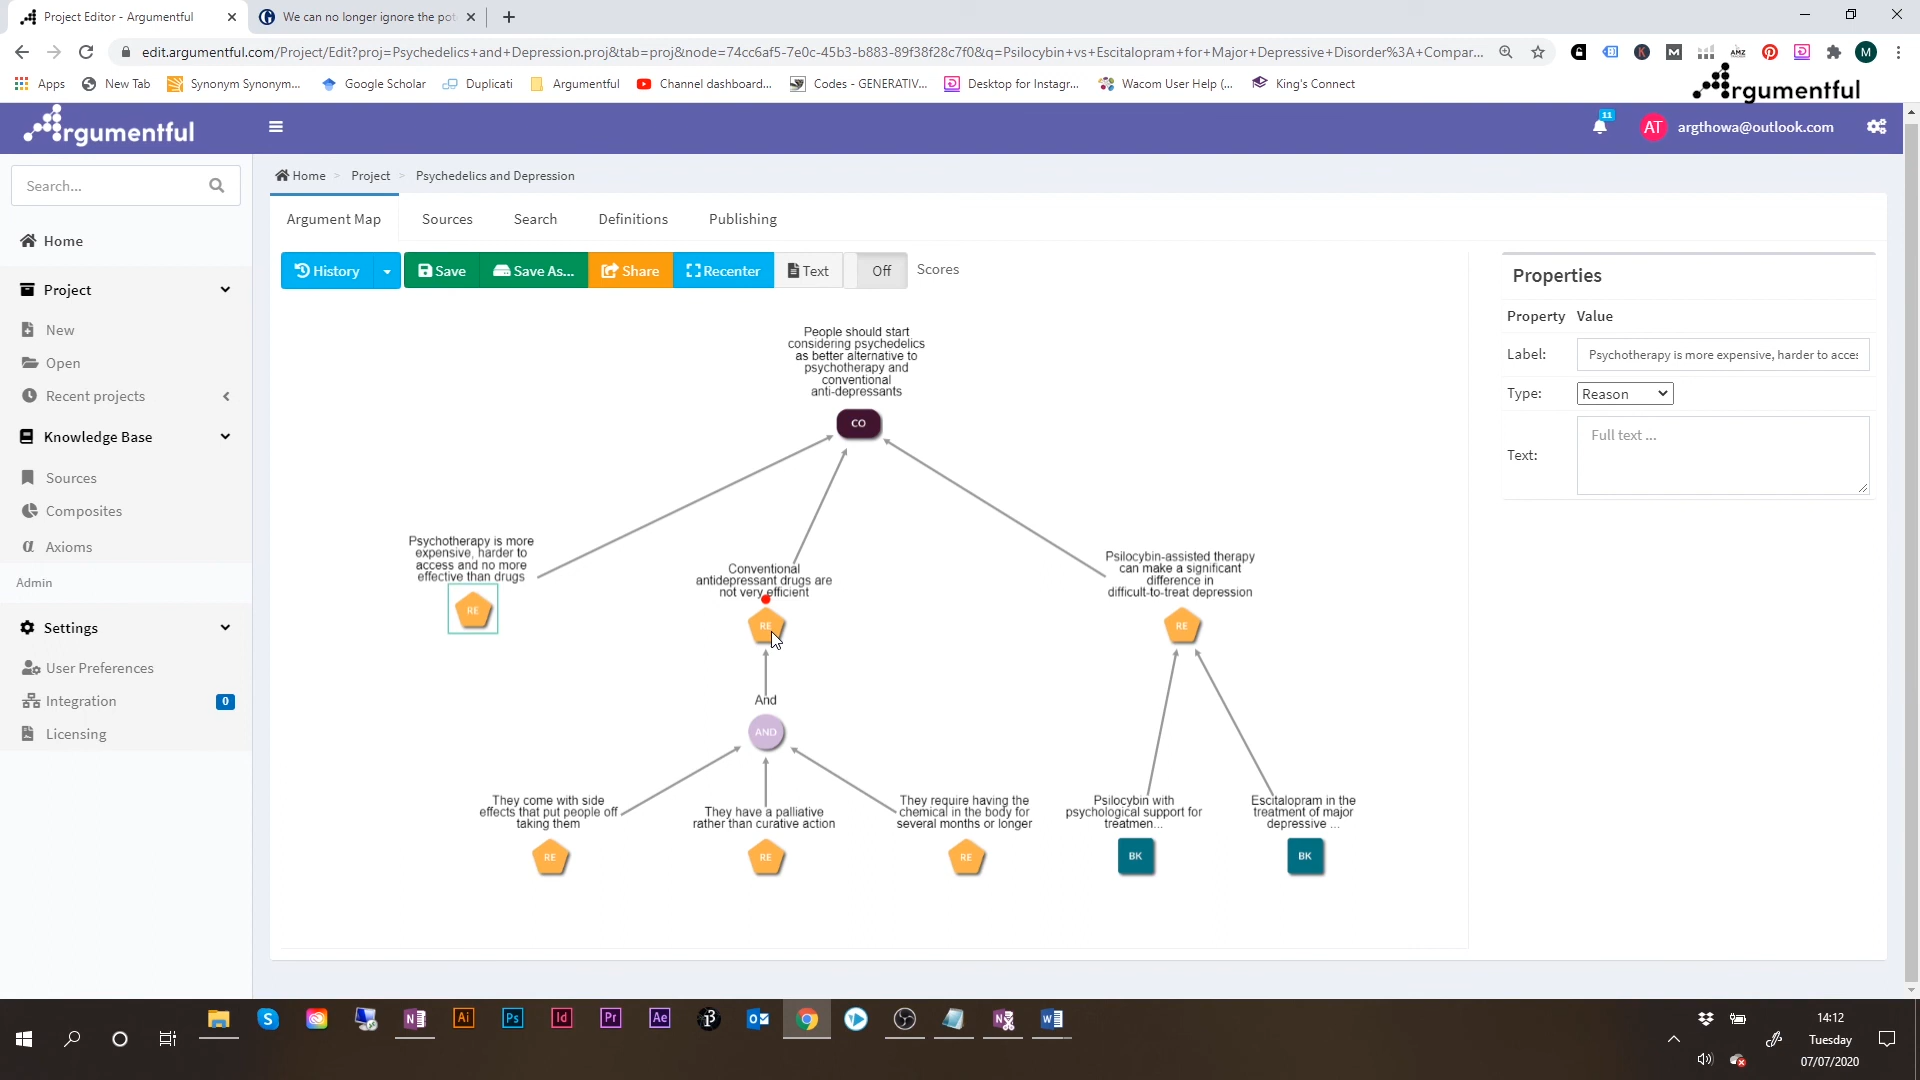 Project Editor - Argumentful
We can no longer ignore the pot
edit.argumentful.com/Project/Edit?proj=Psychedelics+and+Depression.proj&tab=proj&node=74cc6af5-7e0c-45b3-b883-89f38f28c7f0&q=Psilocybin+vs+Escitalopram+for+Major+Depressive+Disorder%3A+Compar...
M
Apps
New Tab
Synonym Synonym...
Google Scholar
Duplicati
Argumentful
Channel dashboard...
Codes - GENERATIV...
Desktop for Instagr...
Wacom User Help (...
King's Connect
rgumentful
rgumentful
11
AT
argthowa@outlook.com
Search...
Home
Project
New
Open
Recent projects
Knowledge Base
Sources
Composites
Axioms
Admin
Settings
User Preferences
Integration
0
Licensing
Home > Project > Psychedelics and Depression
Argument Map
Sources
Search
Definitions
Publishing
History
Save
Save As...
Share
Recenter
Text
Off
Scores
People should start
considering psychedelics
as better alternative to
psychotherapy and
conventional
anti-depressants
CO
Psychotherapy is more
expensive, harder to
access and no more
effective than drugs
RE
Conventional
antidepressant drugs are
not very efficient
RE
Psilocybin-assisted therapy
can make a significant
difference in
difficult-to-treat depression
RE
And
AND
They come with side
effects that put people off
taking them
RE
They have a palliative
rather than curative action
RE
They require having the
chemical in the body for
several months or longer
RE
Psilocybin with
psychological support for
treatmen...
BK
Escitalopram in the
treatment of major
depressive ...
BK
Properties
Property Value
Label:
Psychotherapy is more expensive, harder to acces
Type:
Reason
Text:
Full text ...
Ai
Ps
Id
Pr
Ae
14:12
Tuesday
07/07/2020